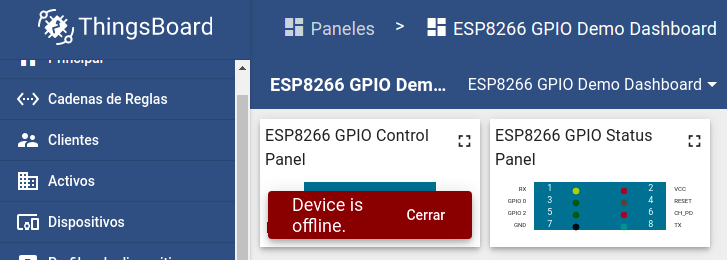 ThingsBoard
Paneles > ESP8266 GPIO Demo Dashboard
Principal
Cadenas de Reglas
Clientes
Activos
Dispositivos
ESP8266 GPIO Dem… ESP8266 GPIO Demo Dashboard
ESP8266 GPIO Control
Panel
Device is
offline.
Cerrar
ESP8266 GPIO Status
Panel
RX 1 2 VCC
GPIO 0 3 4 RESET
GPIO 2 5 6 CH_PD
GND 7 8 TX